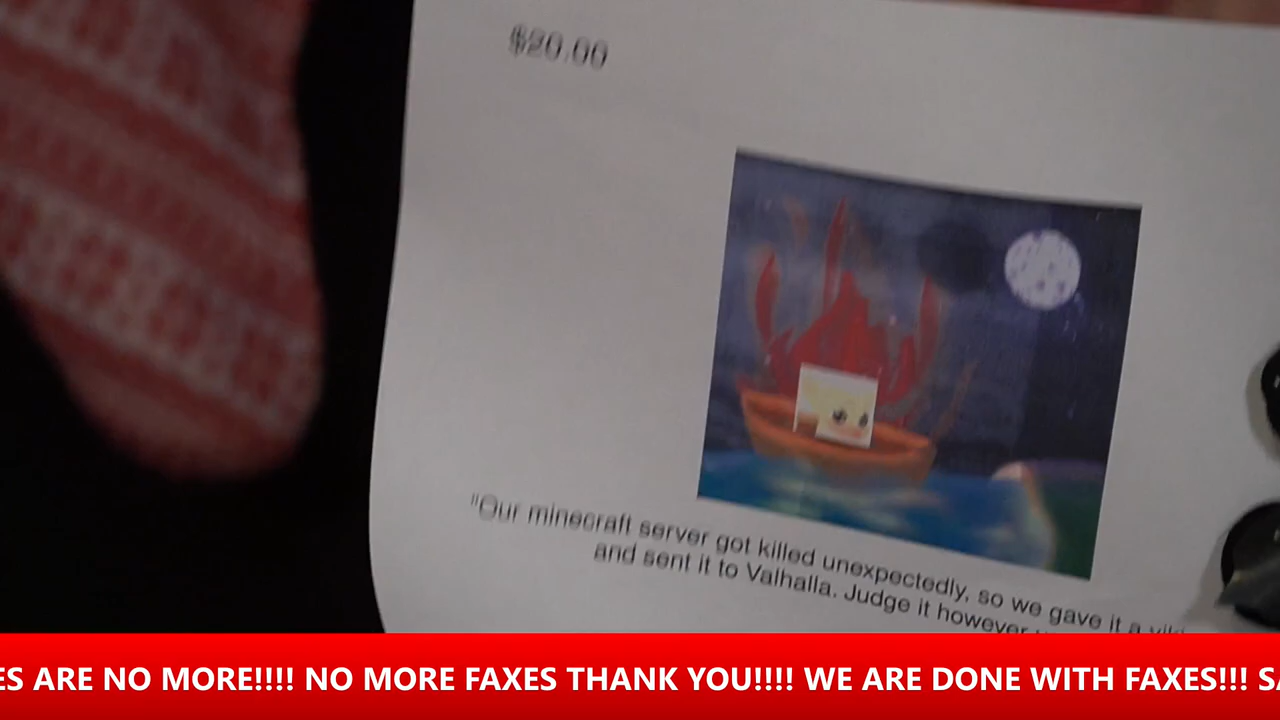 $20.00
"Our minecraft server got killed unexpectedly, so we gave it a
and sent it to Valhalla. Judge it however
ARE NO MORE!!!! NO MORE FAXES THANK YOU!!!! WE ARE DONE WITH FAXES!!!